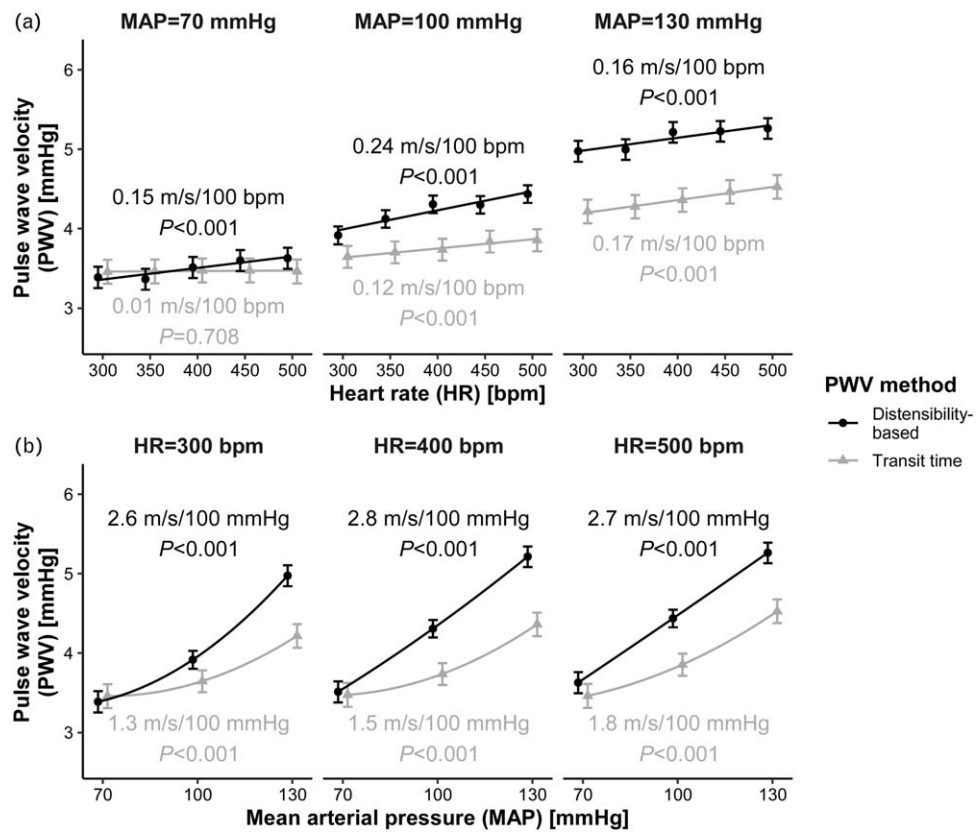 (a)
MAP=70 mmHg
MAP=100 mmHg
MAP=130 mmHg
Pulse wave velocity
(PWV) [mmHg]
6
5
4
3
0.15 m/s/100 bpm
P<0.001
0.01 m/s/100 bpm
P=0.708
0.24 m/s/100 bpm
P<0.001
0.12 m/s/100 bpm
P<0.001
0.16 m/s/100 bpm
P<0.001
0.17 m/s/100 bpm
P<0.001
300 350 400 450 500
300 350 400 450 500
300 350 400 450 500
Heart rate (HR) [bpm]
PWV method
Distensibility-
based
Transit time
(b)
HR=300 bpm
HR=400 bpm
HR=500 bpm
Pulse wave velocity
(PWV) [mmHg]
6
5
4
3
2.6 m/s/100 mmHg
P<0.001
1.3 m/s/100 mmHg
P<0.001
2.8 m/s/100 mmHg
P<0.001
1.5 m/s/100 mmHg
P<0.001
2.7 m/s/100 mmHg
P<0.001
1.8 m/s/100 mmHg
P<0.001
70 100 130
70 100 130
70 100 130
Mean arterial pressure (MAP) [mmHg]